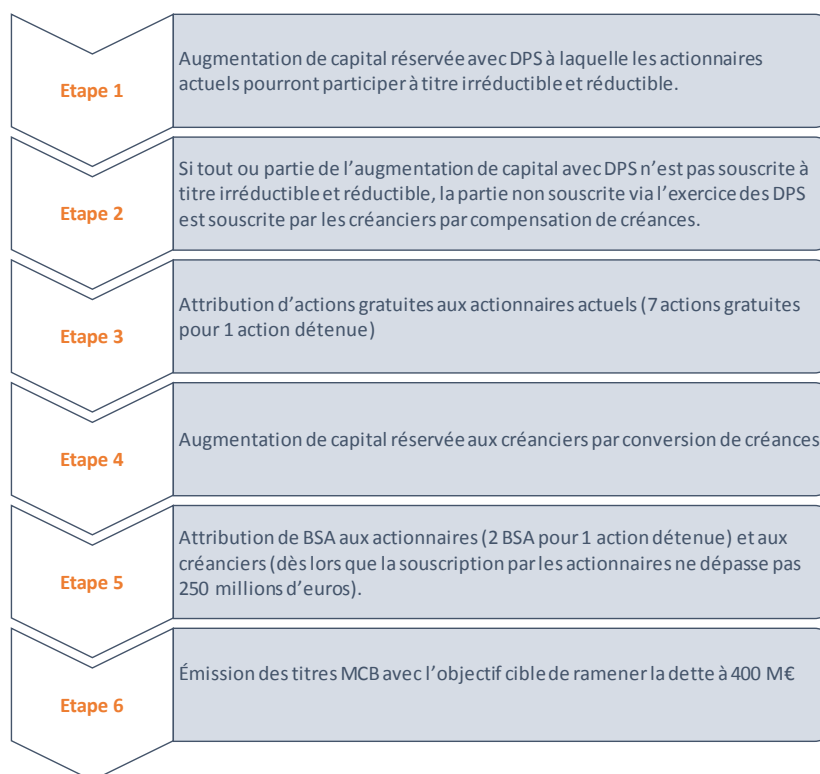 Etape 1
Augmentation de capital réservée avec DPS à laquelle les actionnaires
actuels pourront participer à titre irréductible et réductible.
Etape 2
Si tout ou partie de l'augmentation de capital avec DPS n'est pas souscrite à
titre irréductible et réductible, la partie non souscrite via l'exercice des DPS
est souscrite par les créanciers par compensation de créances.
Etape 3
Attribution d'actions gratuites aux actionnaires actuels (7 actions gratuites
pour 1 action détenue)
Etape 4
Augmentation de capital réservée aux créanciers par conversion de créances
Etape 5
Attribution de BSA aux actionnaires (2 BSA pour 1 action détenue) et aux
créanciers (dès lors que la souscription par les actionnaires ne dépasse pas
250 millions d'euros).
Etape 6
Émission des titres MCB avec l'objectif cible de ramener la dette à 400 M€